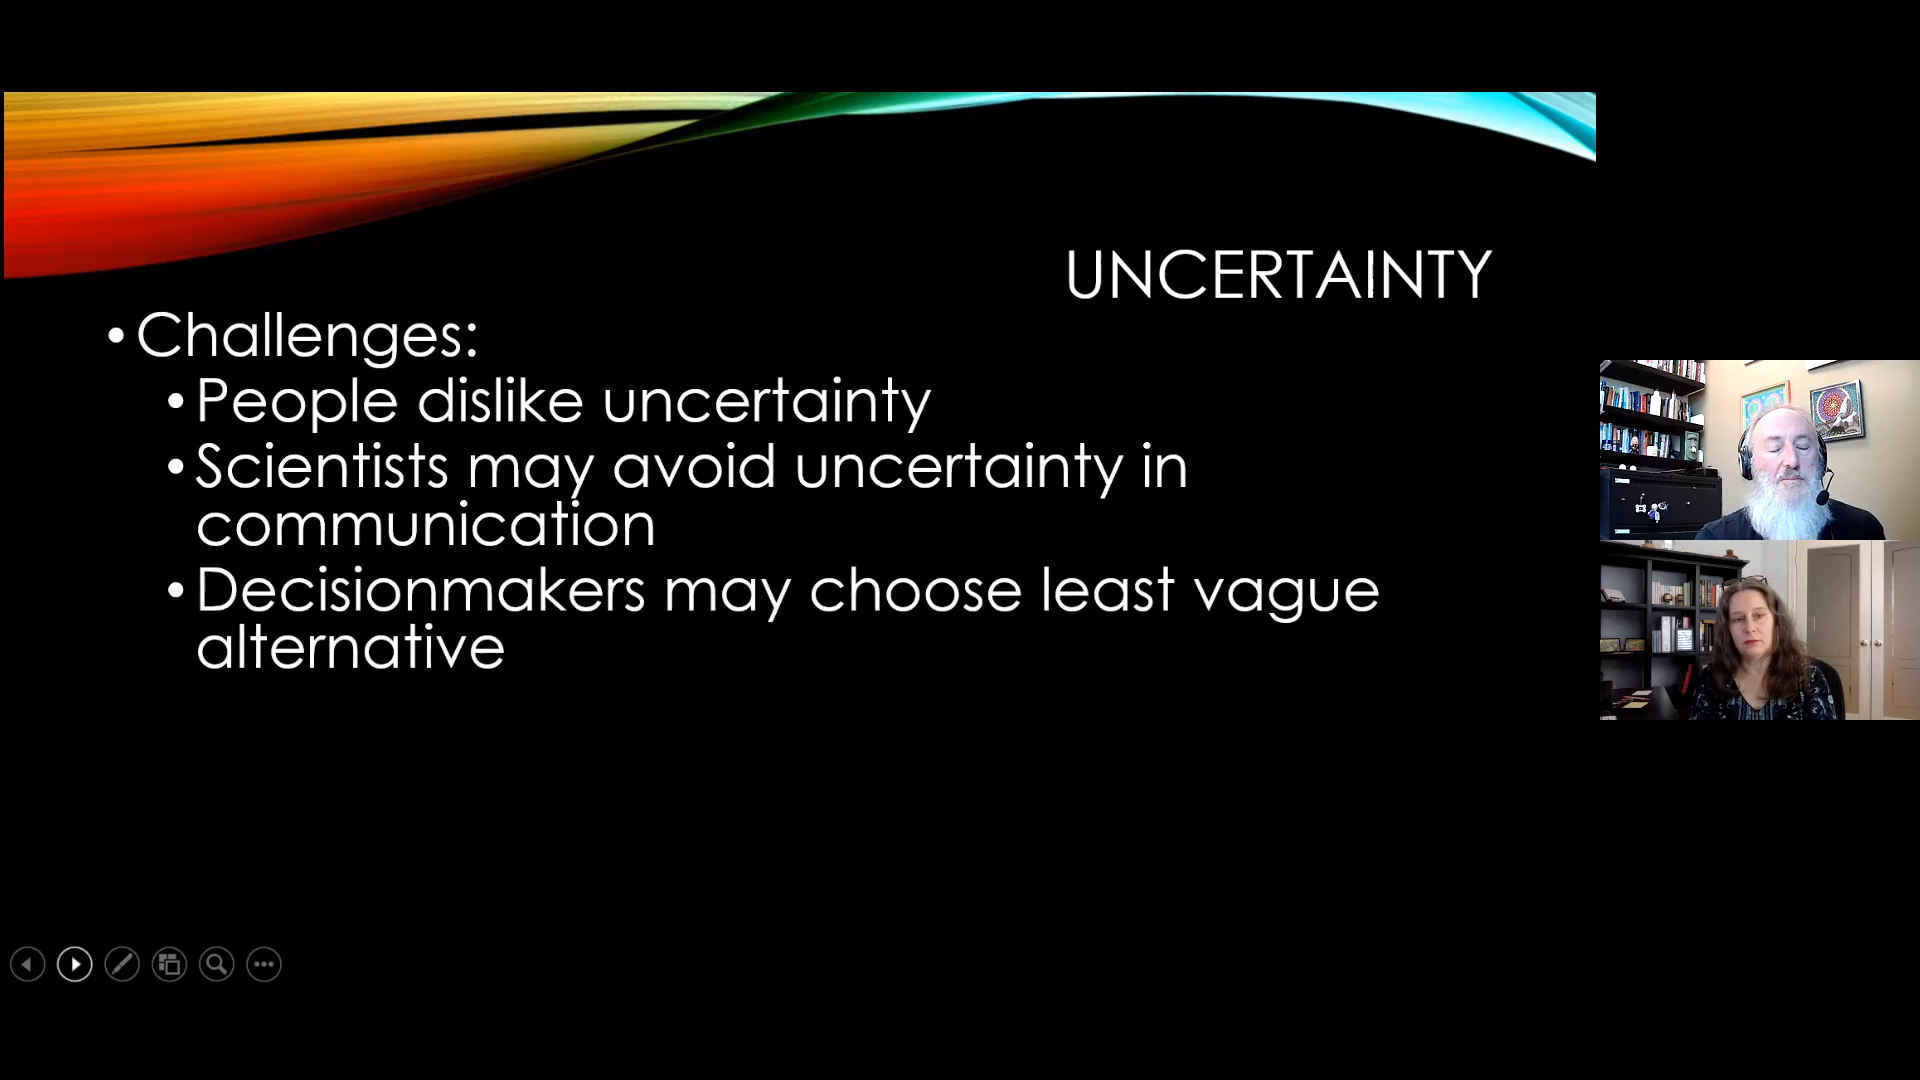 UNCERTAINTY
• Challenges:
• People dislike uncertainty
• Scientists may avoid uncertainty in
communication
• Decisionmakers may choose least vague
alternative